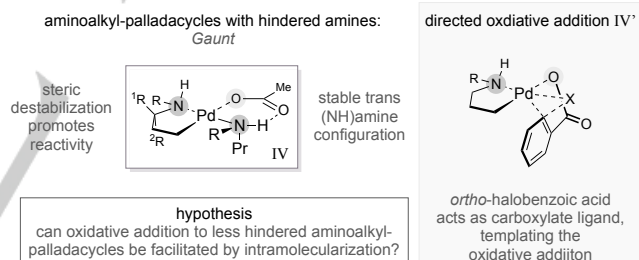 aminoalkyl-palladacycles with hindered amines:
Gaunt
steric
destabilization
promotes
reactivity
H
1R
R
N
Pd
O
Me
O
2R
R
N
H
Pr
IV
stable trans
(NH)amine
configuration
hypothesis
can oxidative addition to less hindered aminoalkyl-
palladacycles be facilitated by intramolecularization?
directed oxdiative addition IV'
H
R
N
O
Pd
X
O
ortho-halobenzoic acid
acts as carboxylate ligand,
templating the
oxidative addiiton